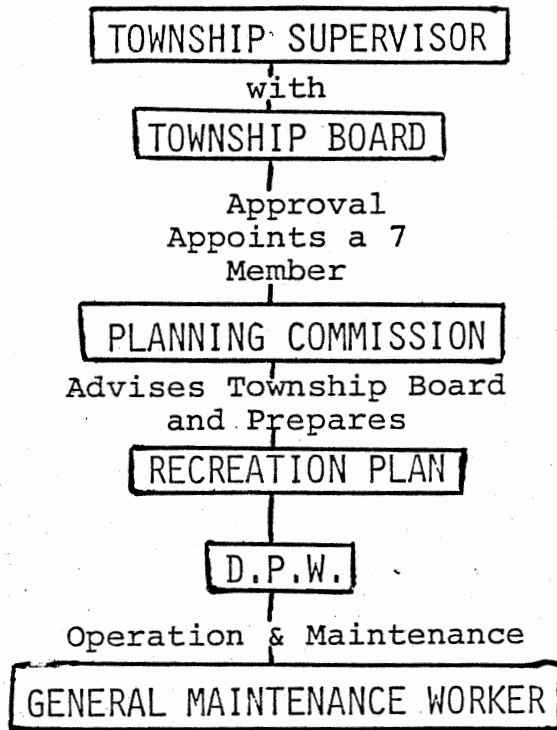 TOWNSHIP SUPERVISOR
with
TOWNSHIP BOARD
Approval
Appoints a 7
Member
PLANNING COMMISSION
Advises Township Board
and Prepares
RECREATION PLAN
D.P.W.
Operation & Maintenance
GENERAL MAINTENANCE WORKER